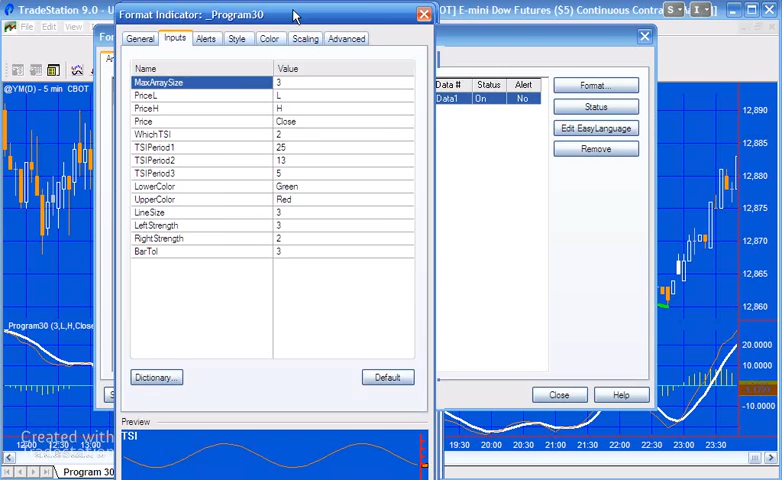 TradeStation 9.0 - U
File Edit View
@YM(D) - 5 min CBOT
Format Indicator: _Program30
OT] E-mini Dow Futures ($5) Continuous Contra
S
I
General
Inputs
Alerts
Style
Color
Scaling
Advanced
Name Value
MaxArraySize 3
PriceL L
PriceH H
Price Close
WhichTSI 2
TSIPeriod1 25
TSIPeriod2 13
TSIPeriod3 5
LowerColor Green
UpperColor Red
LineSize 3
LeftStrength 3
RightStrength 2
BarTol 3
Dictionary...
Default
Preview
TSI
Data # Status Alert
Data1 On No
Format...
Status
Edit EasyLanguage
Remove
Close
Help
12,890
12,880
12,870
12,860
Program30 (3,L,H,Close
20.0000
10.0000
-10.0000
Created with
Tradestation
12:00 12:30
19:30 20:00 20:30 21:00 21:30 22:00 22:30 23:00 23:30
Program 30